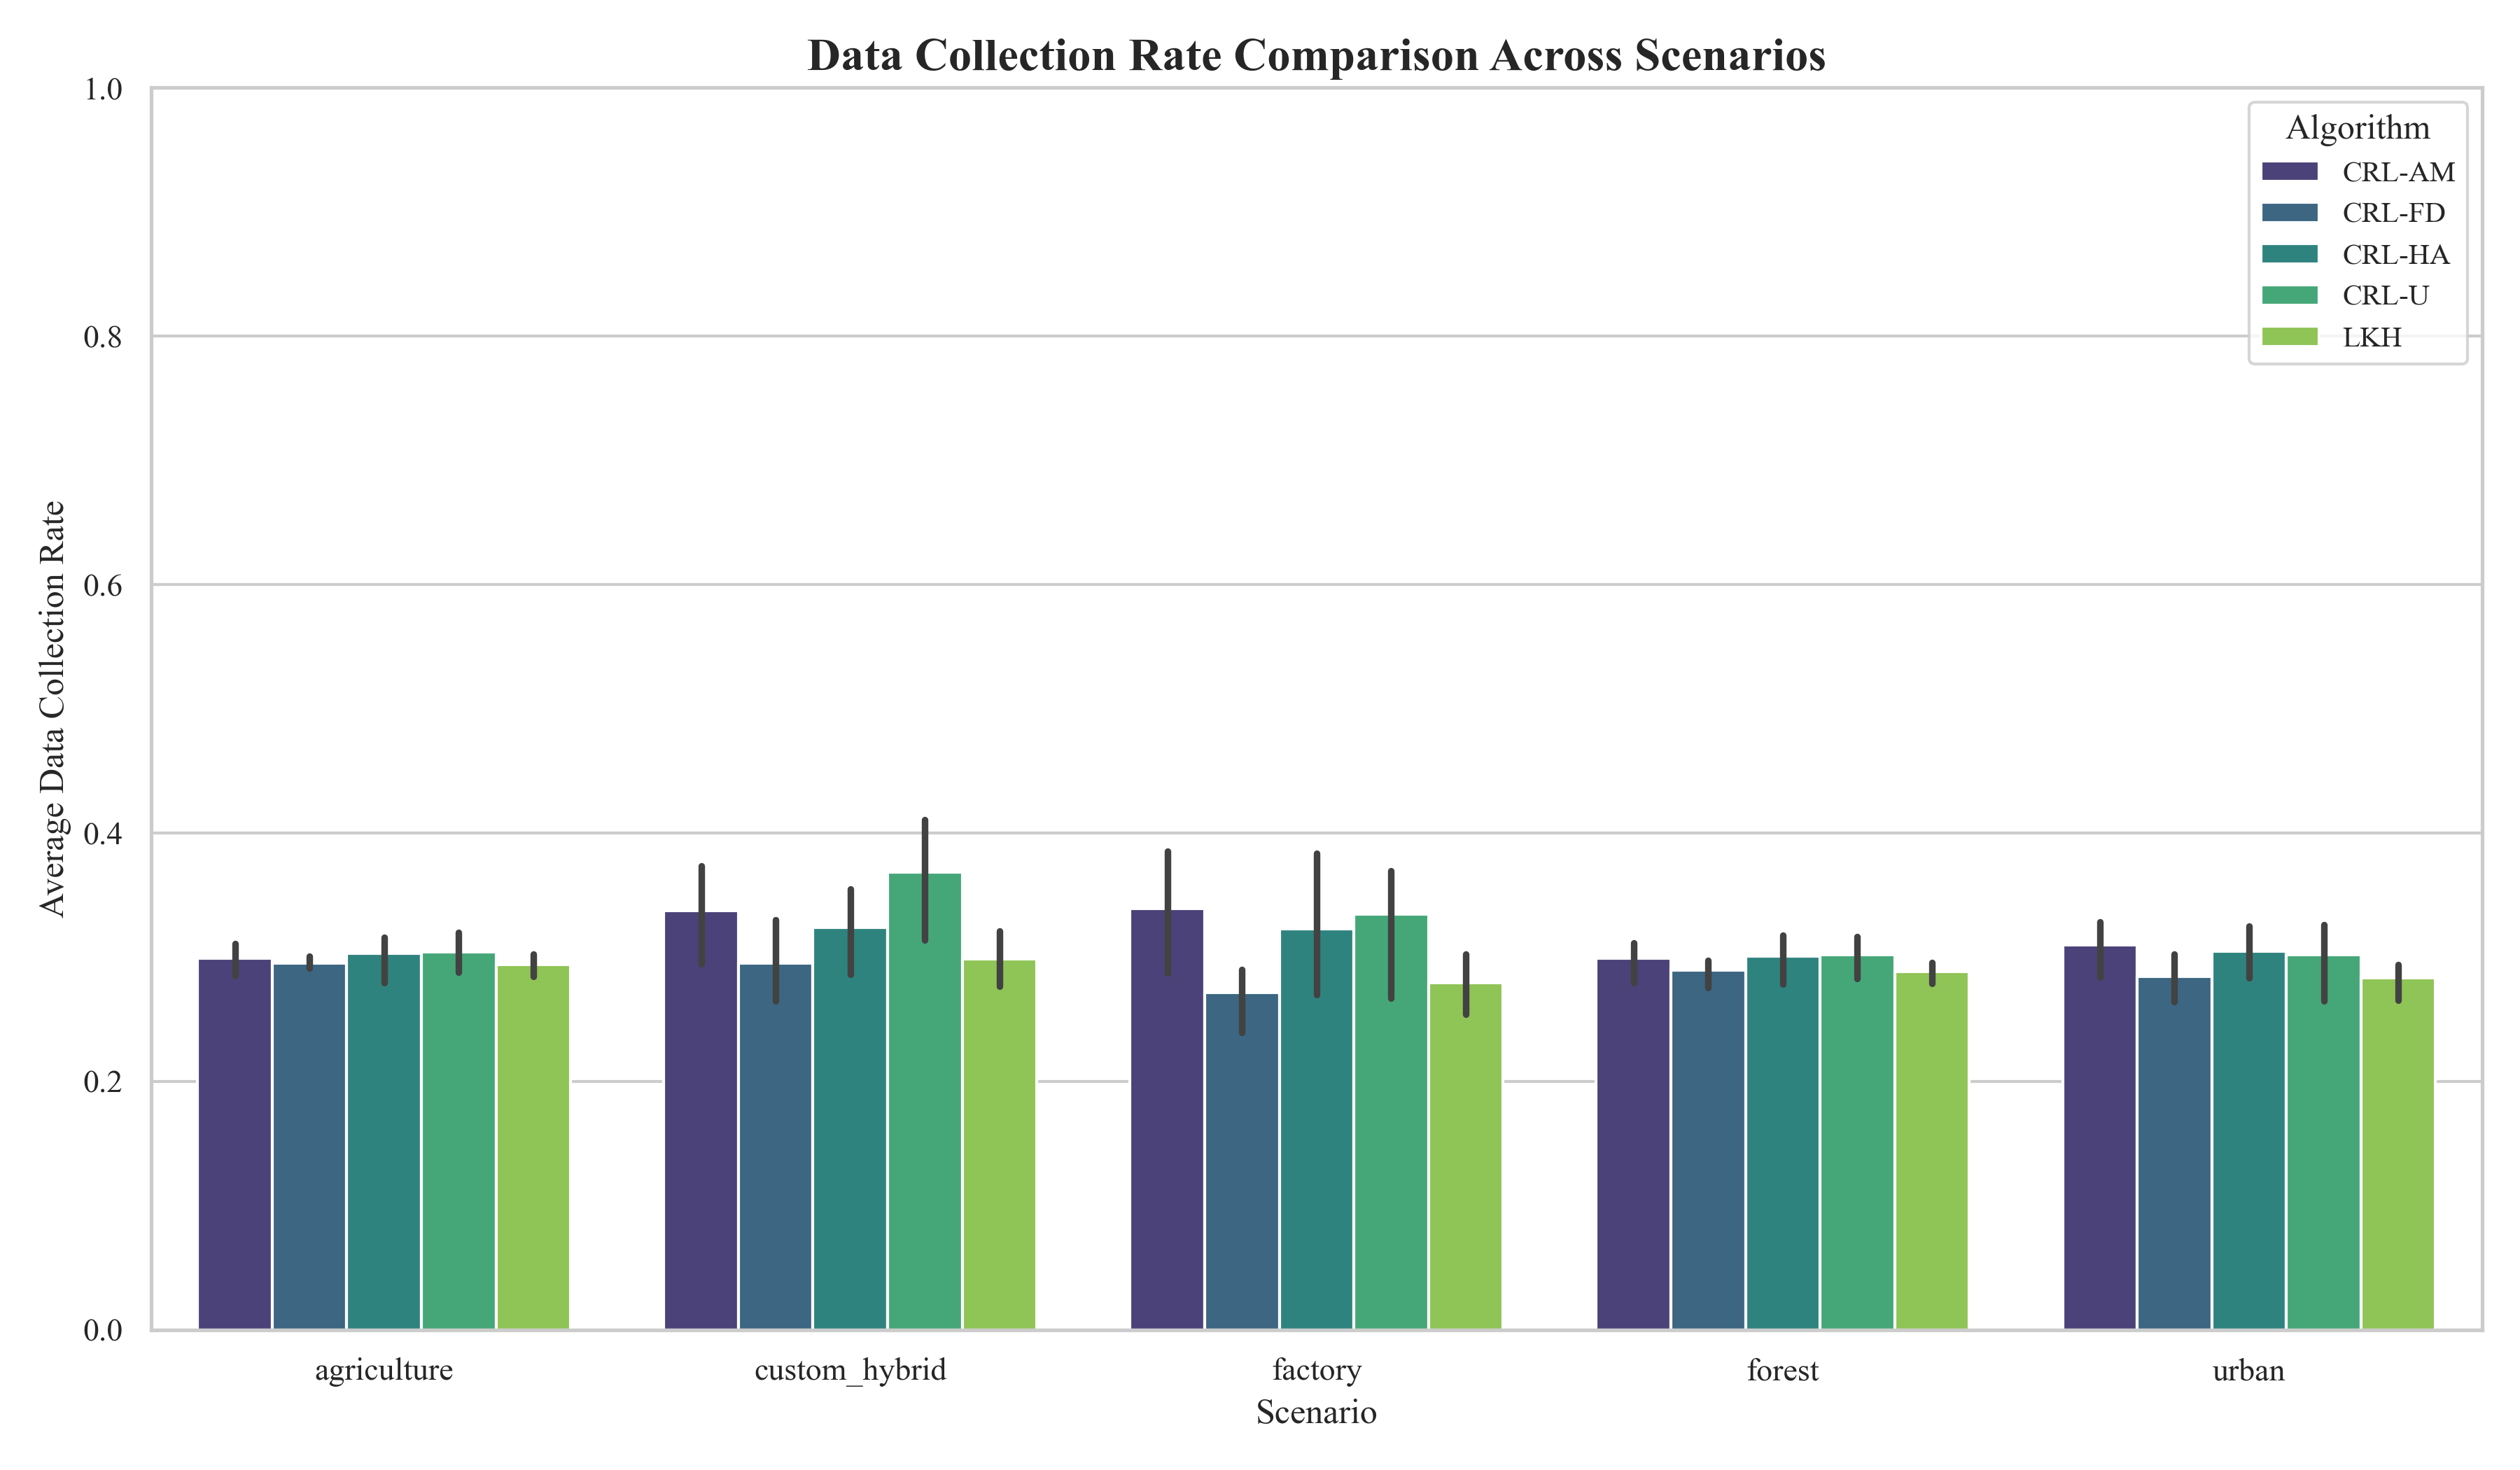 Data Collection Rate Comparison Across Scenarios
1.0
0.8
0.6
0.4
0.2
0.0
Average Data Collection Rate
Algorithm
CRL-AM
CRL-FD
CRL-HA
CRL-U
LKH
agriculture
custom_hybrid
factory
forest
urban
Scenario